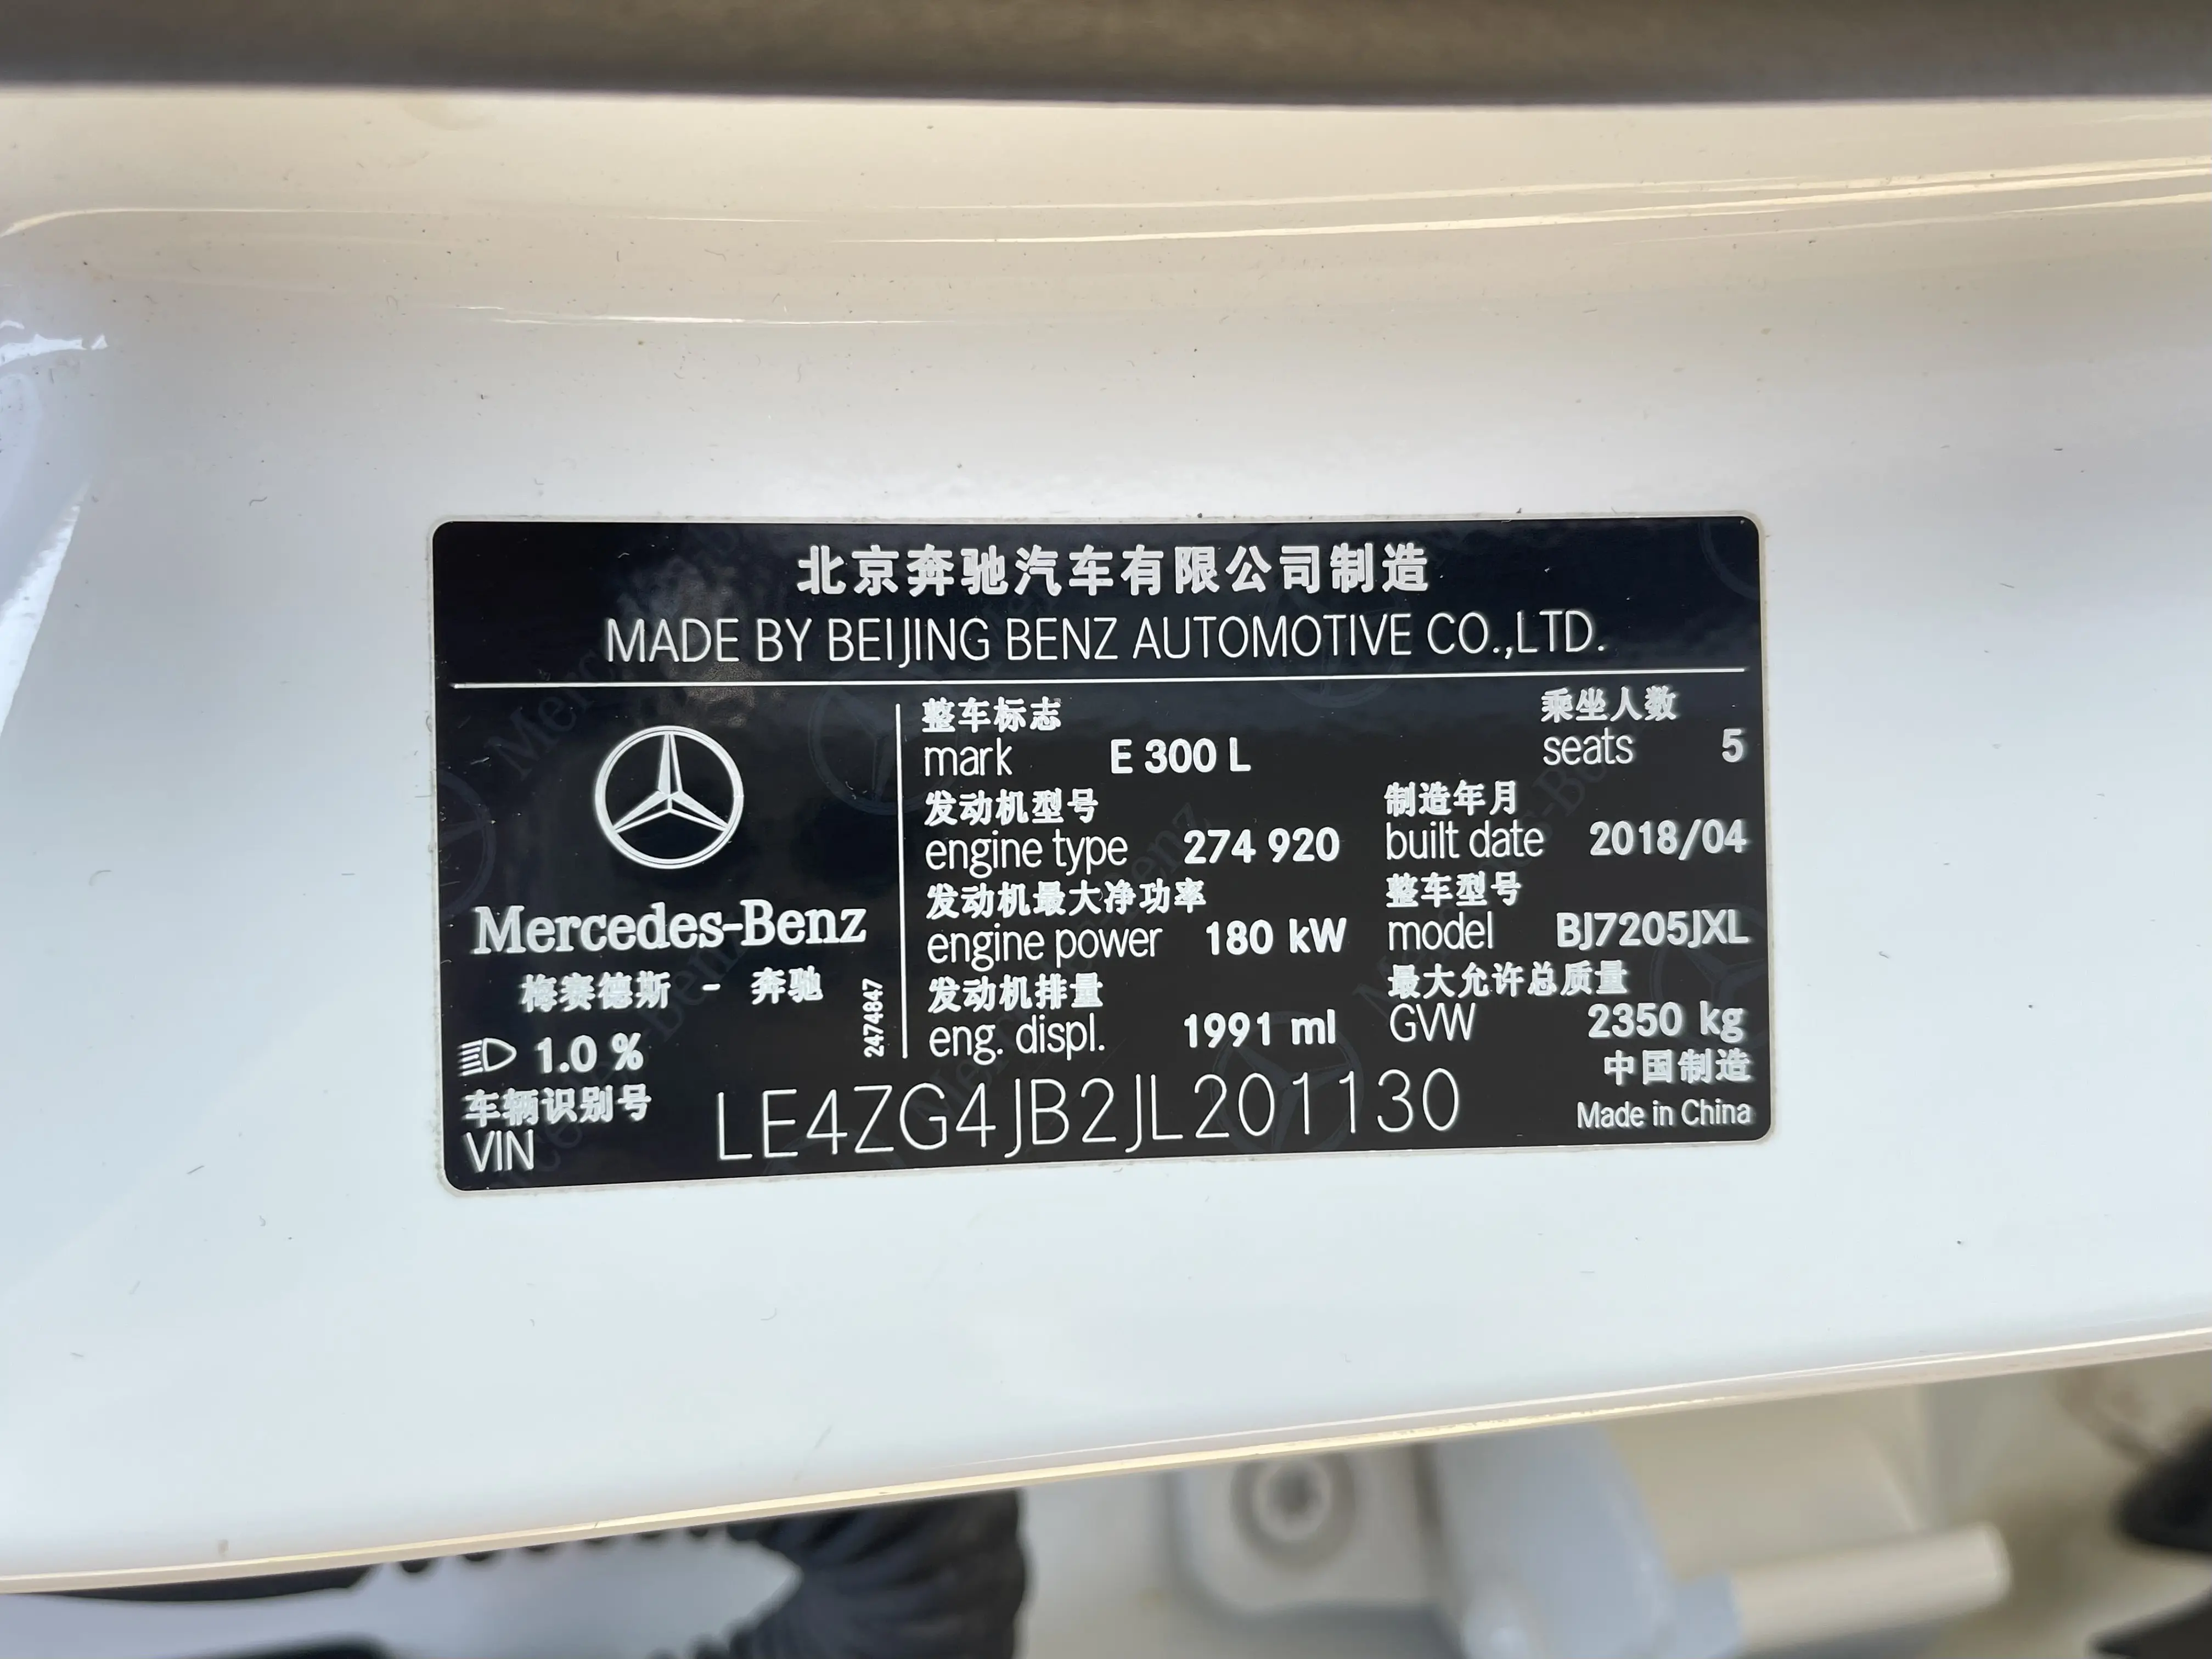 北京奔驰汽车有限公司制造
MADE BY BEIJING BENZ AUTOMOTIVE CO.,LTD.
Mercedes-Benz
梅赛德斯 - 奔驰
2474847
1.0 %
整车标志
mark E 300 L
乘坐人数
seats 5
发动机型号
engine type 274 920
制造年月
built date 2018/04
发动机最大净功率
engine power 180 kW
整车型号
model BJ7205JXL
发动机排量
eng. displ. 1991 ml
最大允许总质量
GVW 2350 kg
中国制造
Made in China
车辆识别号
VIN LE4ZG4JB2JL201130